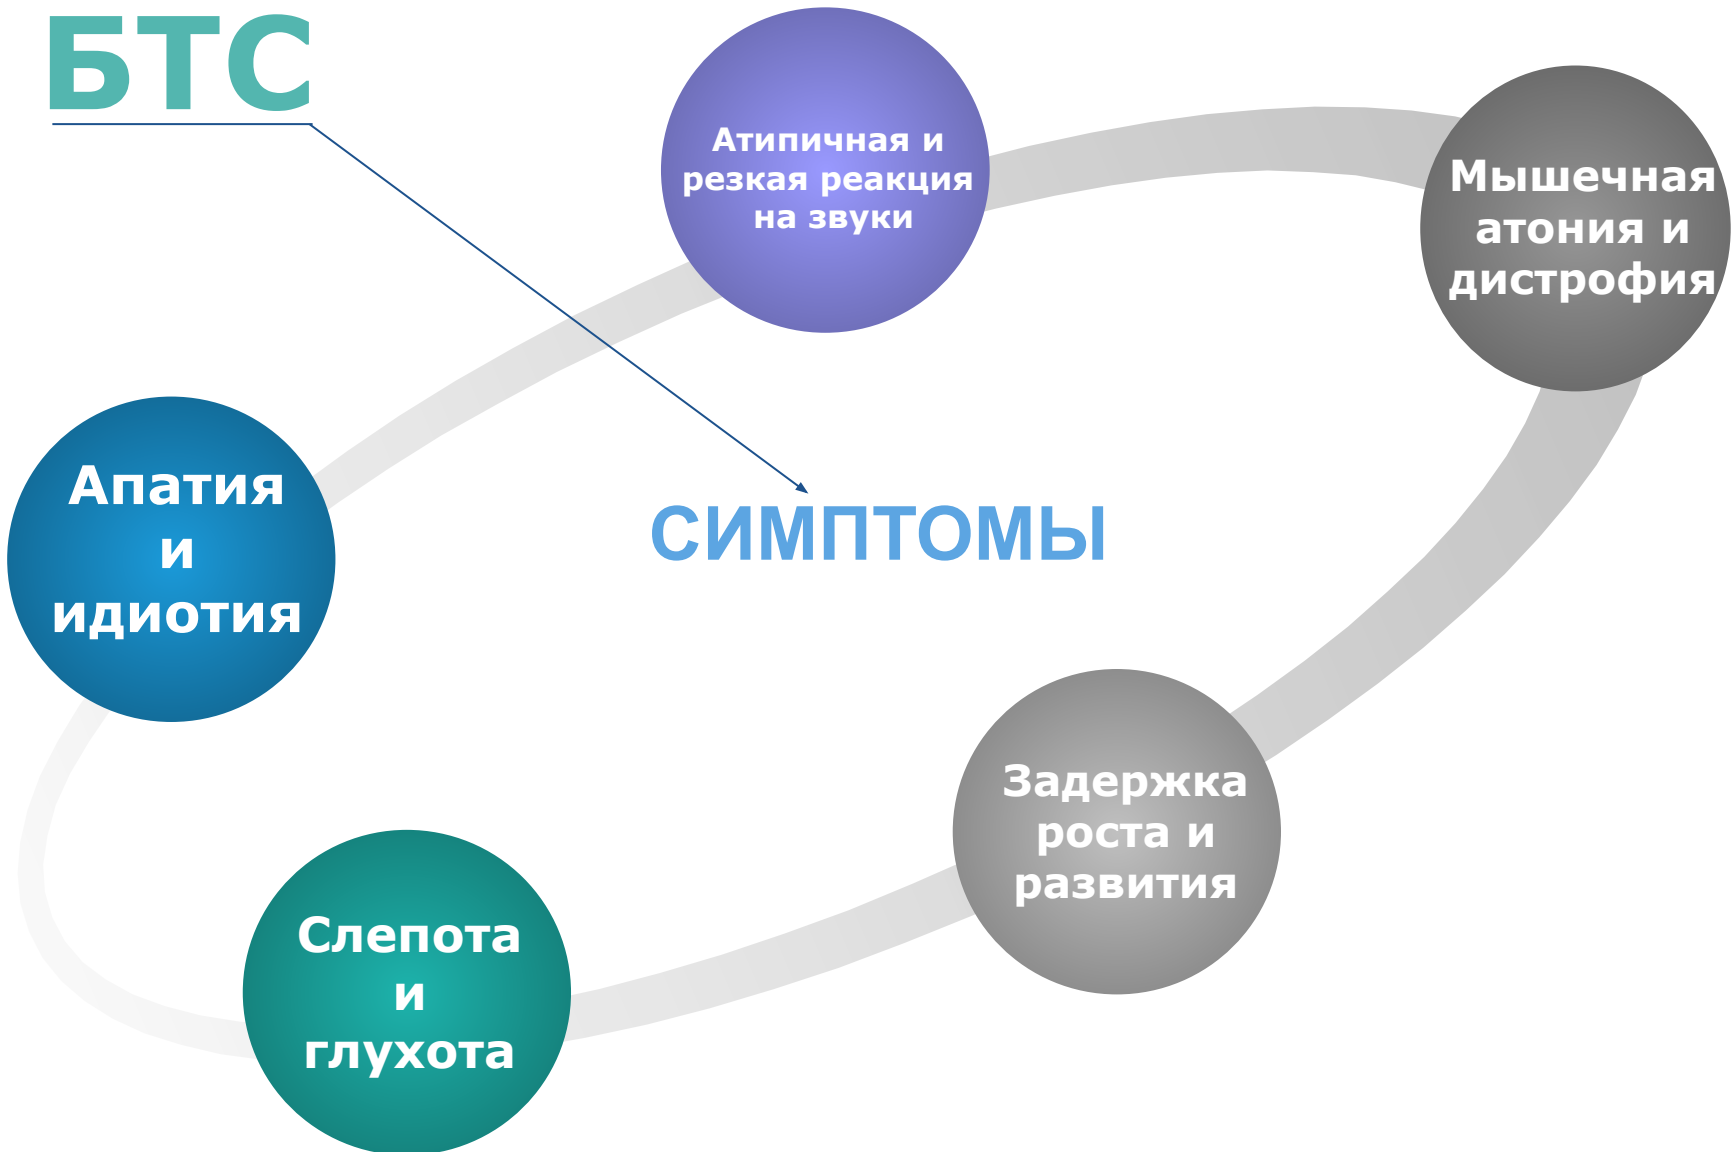 БТС
Атипичная и
резкая реакция
на звуки
Мышечная
атония и
дистрофия
Апатия
и
идиотия
СИМПТОМЫ
Задержка
роста и
развития
Слепота
и
глухота